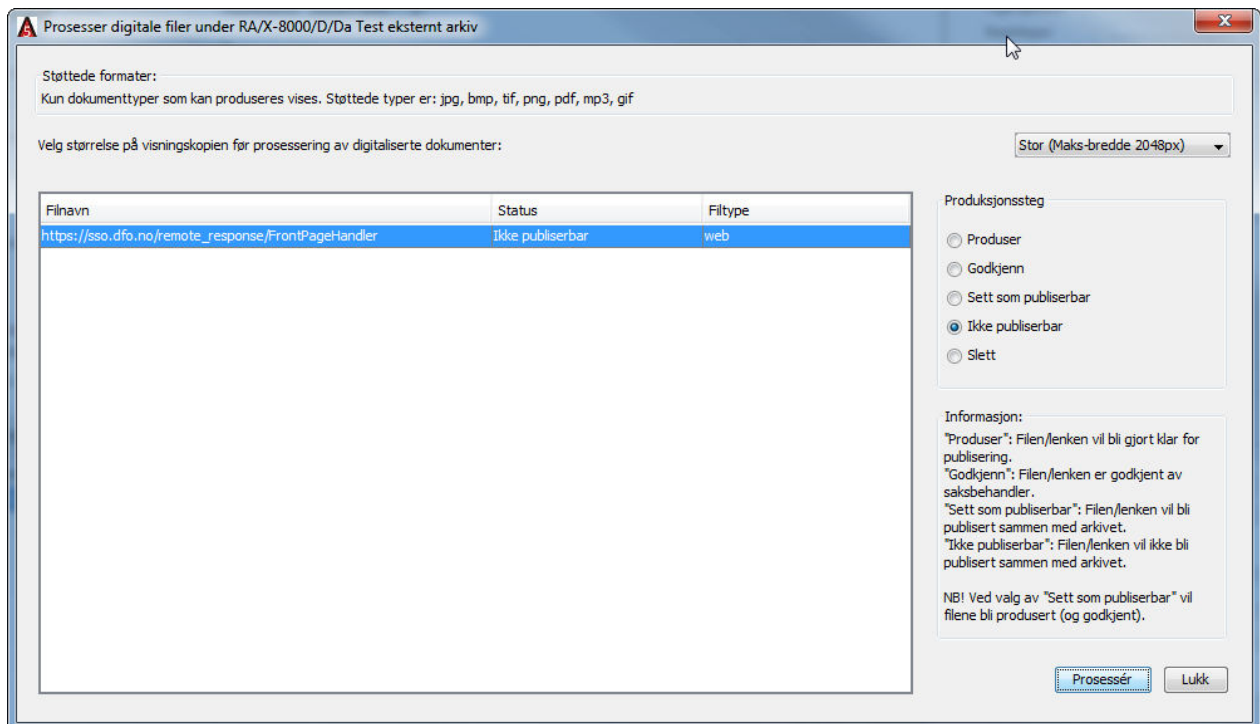 Prosesser digitale filer under RA/X-8000/D/Da Test eksternt arkiv
Støttede formater:
Kun dokumenttyper som kan produseres vises. Støttede typer er: jpg, bmp, tif, png, pdf, mp3, gif
Velg størrelse på visningskopien før prosessering av digitaliserte dokumenter:
Stor (Maks-bredde 2048px)
Filnavn Status Filtype
https://sso.dfo.no/remote_response/FrontPageHandler Ikke publiserbar web
Produksjonssteg
Produser
Godkjenn
Sett som publiserbar
Ikke publiserbar
Slett
Informasjon:
"Produser": Filen/lenken vil bli gjort klar for
publisering.
"Godkjenn": Filen/lenken er godkjent av
saksbehandler.
"Sett som publiserbar": Filen/lenken vil bli
publisert sammen med arkivet.
"Ikke publiserbar": Filen/lenken vil ikke bli
publisert sammen med arkivet.
NB! Ved valg av "Sett som publiserbar" vil
filene bli produsert (og godkjent).
Prosessér
Lukk